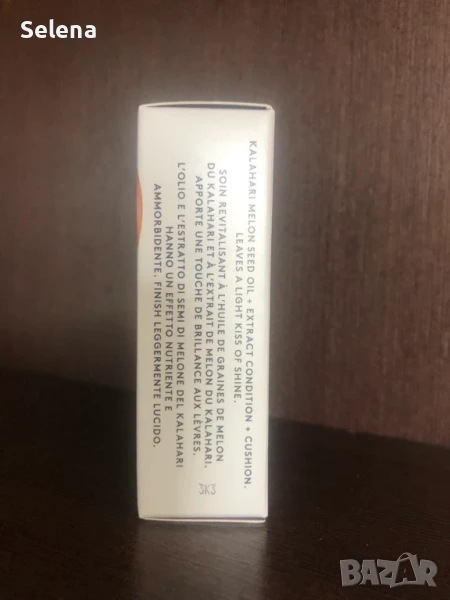 Selena
KALAHARI MELON SEED OIL + EXTRACT CONDITION + CUSHION.
LEAVES A LIGHT KISS OF SHINE.
SOIN REVITALISANT À L'HUILE DE GRAINES DE MELON
DU KALAHARI ET À L'EXTRAIT DE MELON DU KALAHARI.
APPORTE UNE TOUCHE DE BRILLANCE AUX LÈVRES.
L'OLIO E L'ESTRATTO DI SEMI DI MELONE DEL KALAHARI
HANNO UN EFFETTO NUTRIENTE E
AMMORBIDENTE. FINISH LEGGERMENTE LUCIDO.
3K3
BAZAR